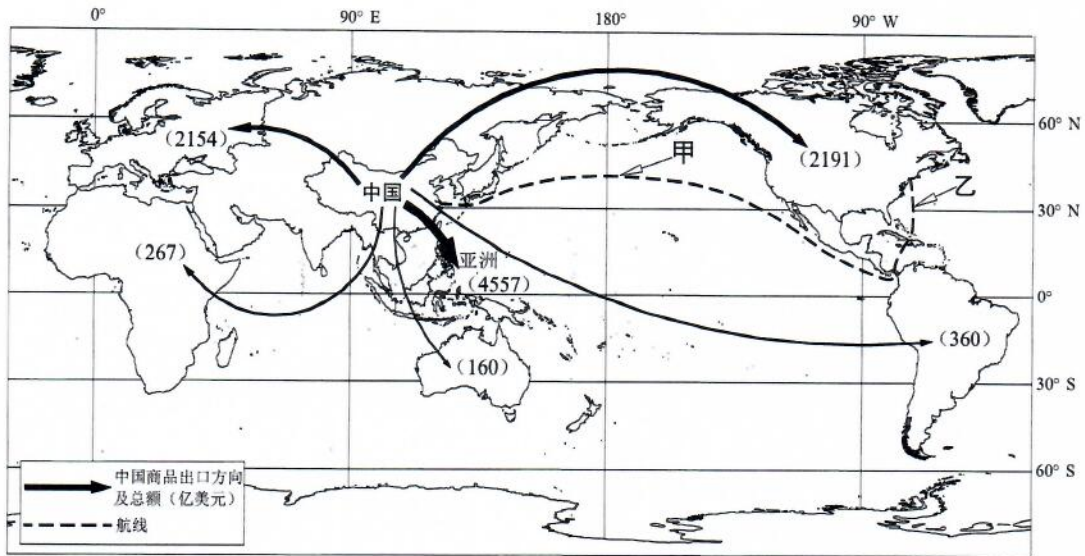 0° 90° E 180° 90° W
60° N
(2154)
(2191)
甲
中国
乙
30° N
(267)
亚洲
(4557)
0°
(360)
(160)
30° S
60° S
中国商品出口方向
及总额（亿美元）
航线